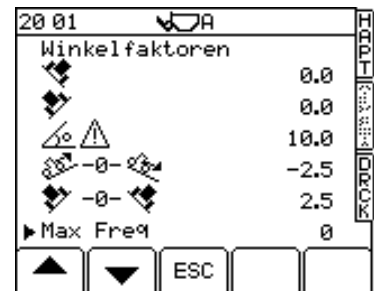 20 01 A
Winkelfaktoren
0.0
0.0
10.0
-0- -2.5
-0- 2.5
Max Freq 0
ESC
HAPT
DRCK